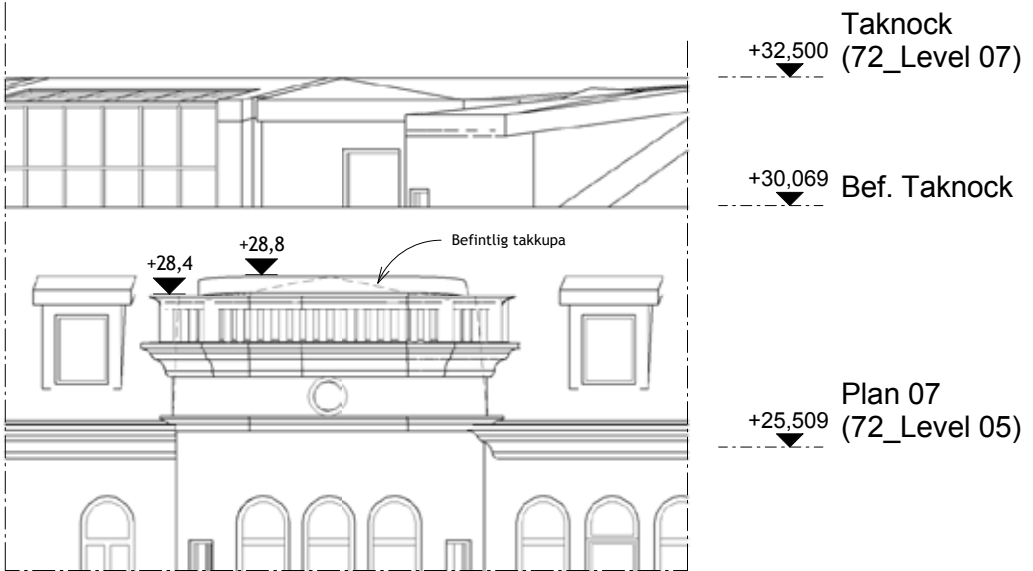 Taknock
+32,500 (72_Level 07)
+30,069 Bef. Taknock
+28,8 Befintlig takkupa
+28,4
Plan 07
+25,509 (72_Level 05)